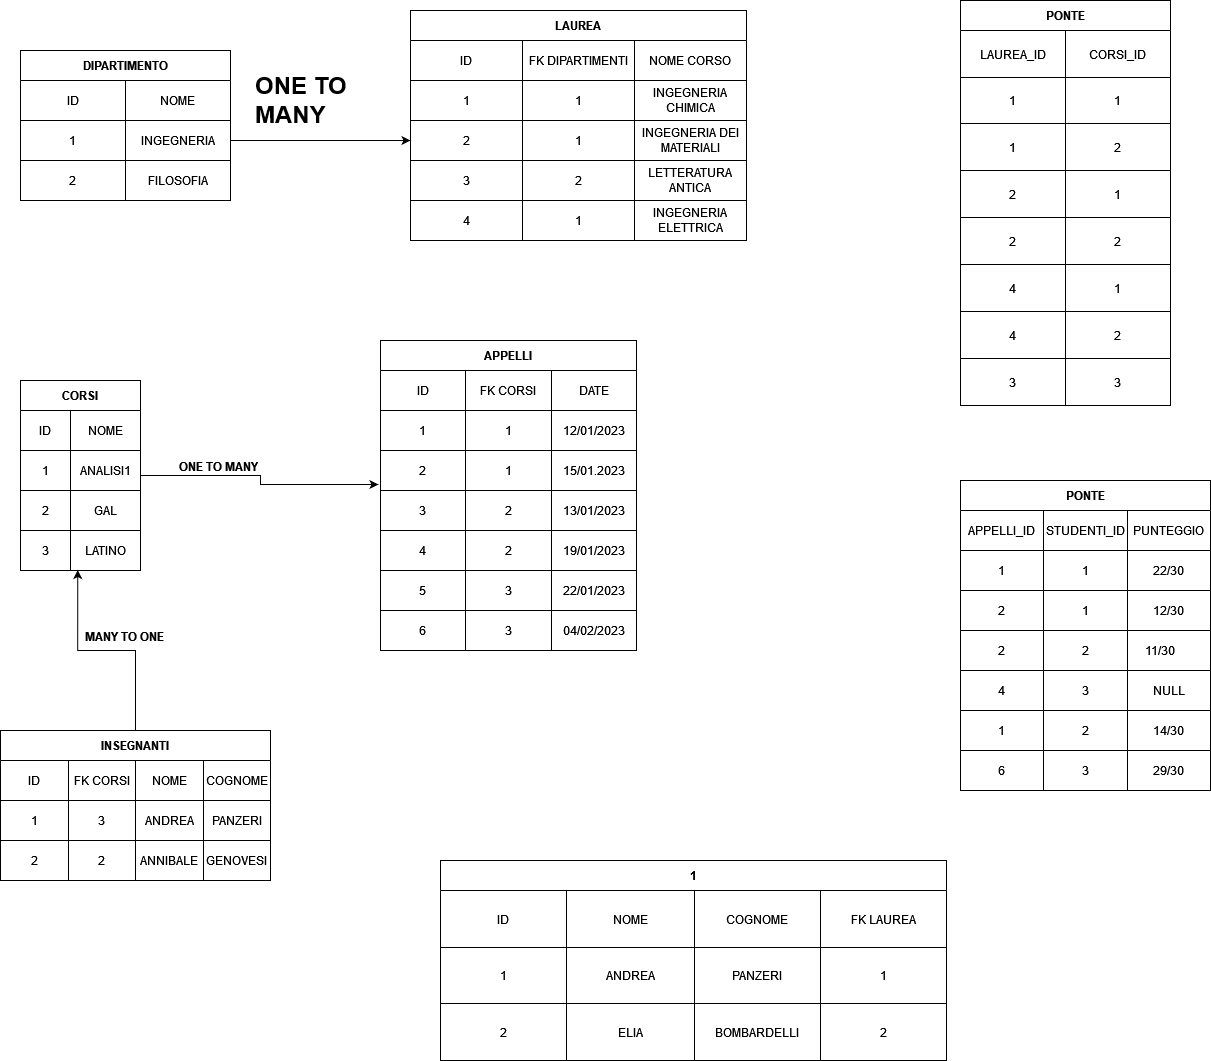 DIPARTIMENTO
ID NOME
1 INGEGNERIA
2 FILOSOFIA
ONE TO
MANY
LAUREA
ID FK DIPARTIMENTI NOME CORSO
1 1 INGEGNERIA
CHIMICA
2 1 INGEGNERIA DEI
MATERIALI
3 2 LETTERATURA
ANTICA
4 1 INGEGNERIA
ELETTRICA
PONTE
LAUREA_ID CORSI_ID
1 1
1 2
2 1
2 2
4 1
4 2
3 3
CORSI
ID NOME
1 ANALISI1
2 GAL
3 LATINO
ONE TO MANY
APPELLI
ID FK CORSI DATE
1 1 12/01/2023
2 1 15/01.2023
3 2 13/01/2023
4 2 19/01/2023
5 3 22/01/2023
6 3 04/02/2023
PONTE
APPELLI_ID STUDENTI_ID PUNTEGGIO
1 1 22/30
2 1 12/30
2 2 11/30
4 3 NULL
1 2 14/30
6 3 29/30
MANY TO ONE
INSEGNANTI
ID FK CORSI NOME COGNOME
1 3 ANDREA PANZERI
2 2 ANNIBALE GENOVESI
1
ID NOME COGNOME FK LAUREA
1 ANDREA PANZERI 1
2 ELIA BOMBARDELLI 2